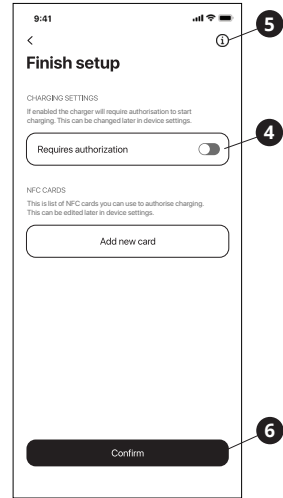 9:41
5
Finish setup
CHARGING SETTINGS
If enabled the charger will require authorisation to start
charging. This can be changed later in device settings.
Requires authorization
4
NFC CARDS
This is list of NFC cards you can use to authorise charging.
This can be edited later in device settings.
Add new card
6
Confirm